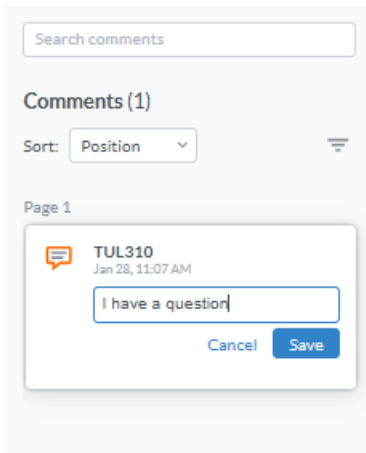 Search comments
Comments (1)
Sort: Position
Page 1
TUL310
Jan 28, 11:07 AM
I have a question
Cancel Save